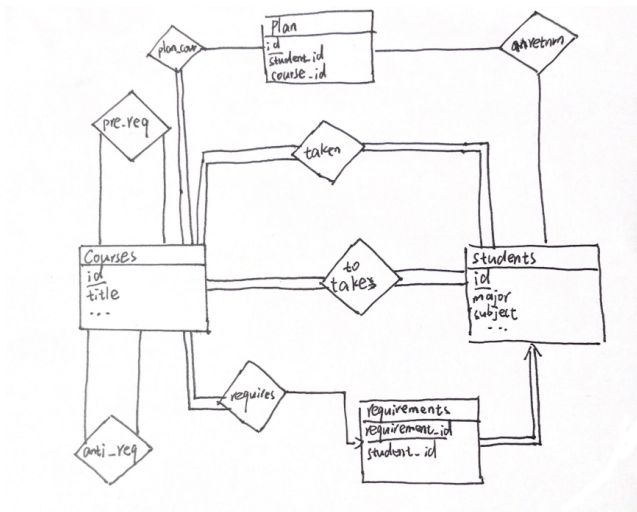 Plan
id
student_id
course_id
plan_cour
pre_req
taken
Courses
id
title
...
to
takes
Students
id
major
subject
...
requires
requirements
requirement_id
student_id
anti_req